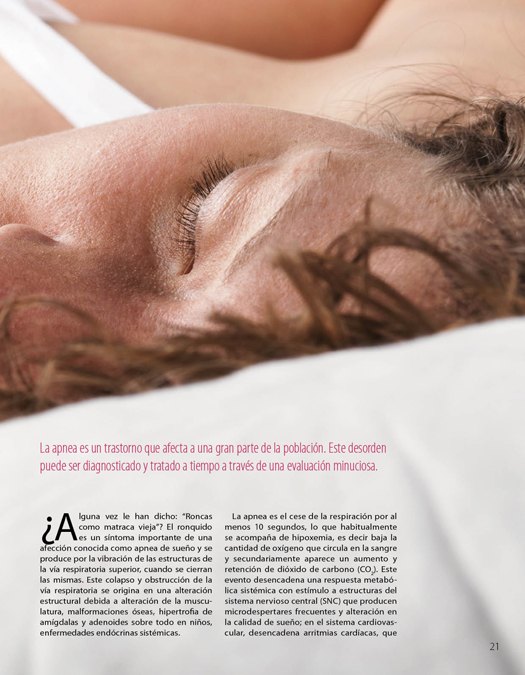 La apnea es un trastorno que afecta a una gran parte de la población. Este desorden
puede ser diagnosticado y tratado a tiempo a través de una evaluación minuciosa.
¿Alguna vez le han dicho: “Roncas
como matraca vieja”? El ronquido
es un síntoma importante de una
afección conocida como apnea de sueño y se
produce por la vibración de las estructuras de
la vía respiratoria superior, cuando se cierran
las mismas. Este colapso y obstrucción de la
vía respiratoria se origina en una alteración
estructural debida a alteración de la muscu-
latura, malformaciones óseas, hipertrofia de
amígdalas y adenoides sobre todo en niños,
enfermedades endócrinas sistémicas.
La apnea es el cese de la respiración por al
menos 10 segundos, lo que habitualmente
se acompaña de hipoxemia, es decir baja la
cantidad de oxígeno que circula en la sangre
y secundariamente aparece un aumento y
retención de dióxido de carbono (CO₂). Este
evento desencadena una respuesta metabó-
lica sistémica con estímulo a estructuras del
sistema nervioso central (SNC) que producen
microdespertares frecuentes y alteración en
la calidad de sueño; en el sistema cardiovas-
cular, desencadena arritmias cardíacas, que
21